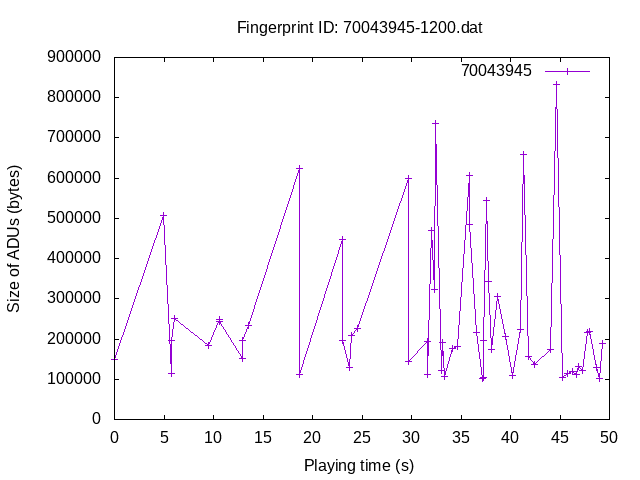 Fingerprint ID: 70043945-1200.dat
70043945
Size of ADUs (bytes)
900000
800000
700000
600000
500000
400000
300000
200000
100000
0
0 5 10 15 20 25 30 35 40 45 50
Playing time (s)